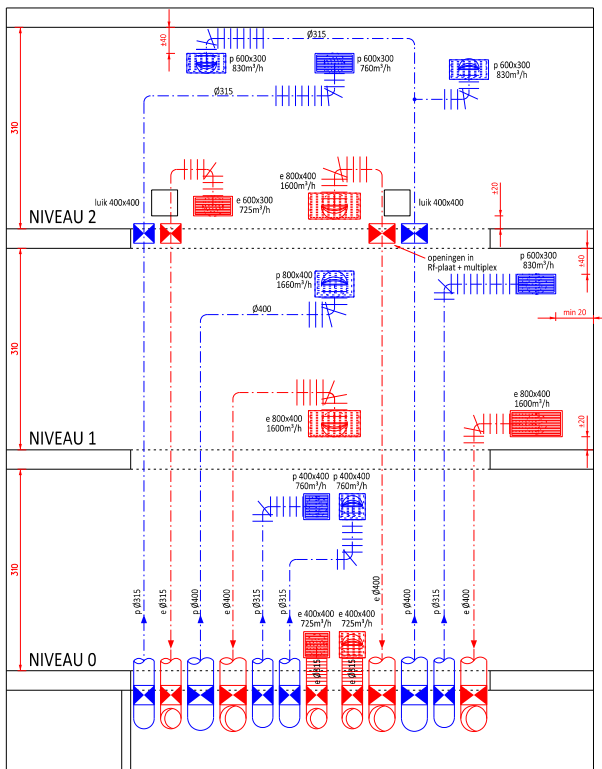 ±40
Ø315
p 600x300
830m³/h
p 600x300
760m³/h
p 600x300
830m³/h
Ø315
310
luik 400x400
e 600x300
725m³/h
e 800x400
1600m³/h
luik 400x400
±20
NIVEAU 2
openingen in
Rf-plaat + multiplex
p 600x300
830m³/h
±40
p 800x400
1660m³/h
Ø400
min 20
310
e 800x400
1600m³/h
e 800x400
1600m³/h
±20
NIVEAU 1
p 400x400
760m³/h
p 400x400
760m³/h
310
p Ø315
e Ø315
p Ø400
e Ø400
p Ø315
p Ø315
e Ø400
p Ø400
p Ø315
e Ø400
e 400x400
725m³/h
e 400x400
725m³/h
NIVEAU 0
e Ø315
e Ø315